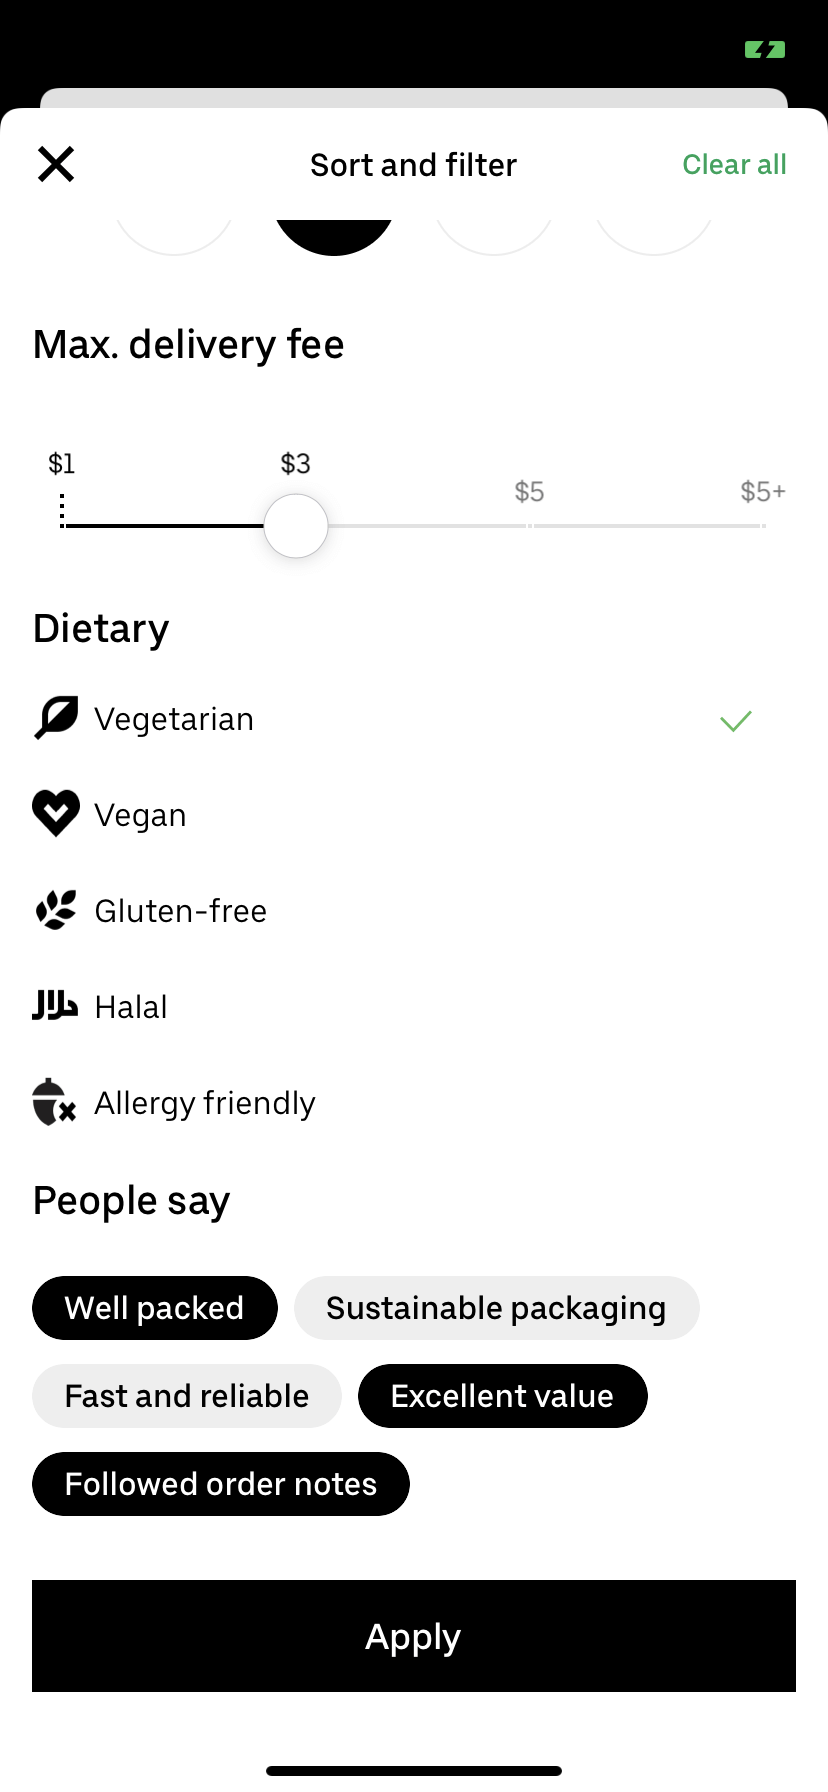 Sort and filter
Clear all
Max. delivery fee
$1
$3
$5
$5+
Dietary
Vegetarian
Vegan
Gluten-free
حلال Halal
Allergy friendly
People say
Well packed
Sustainable packaging
Fast and reliable
Excellent value
Followed order notes
Apply